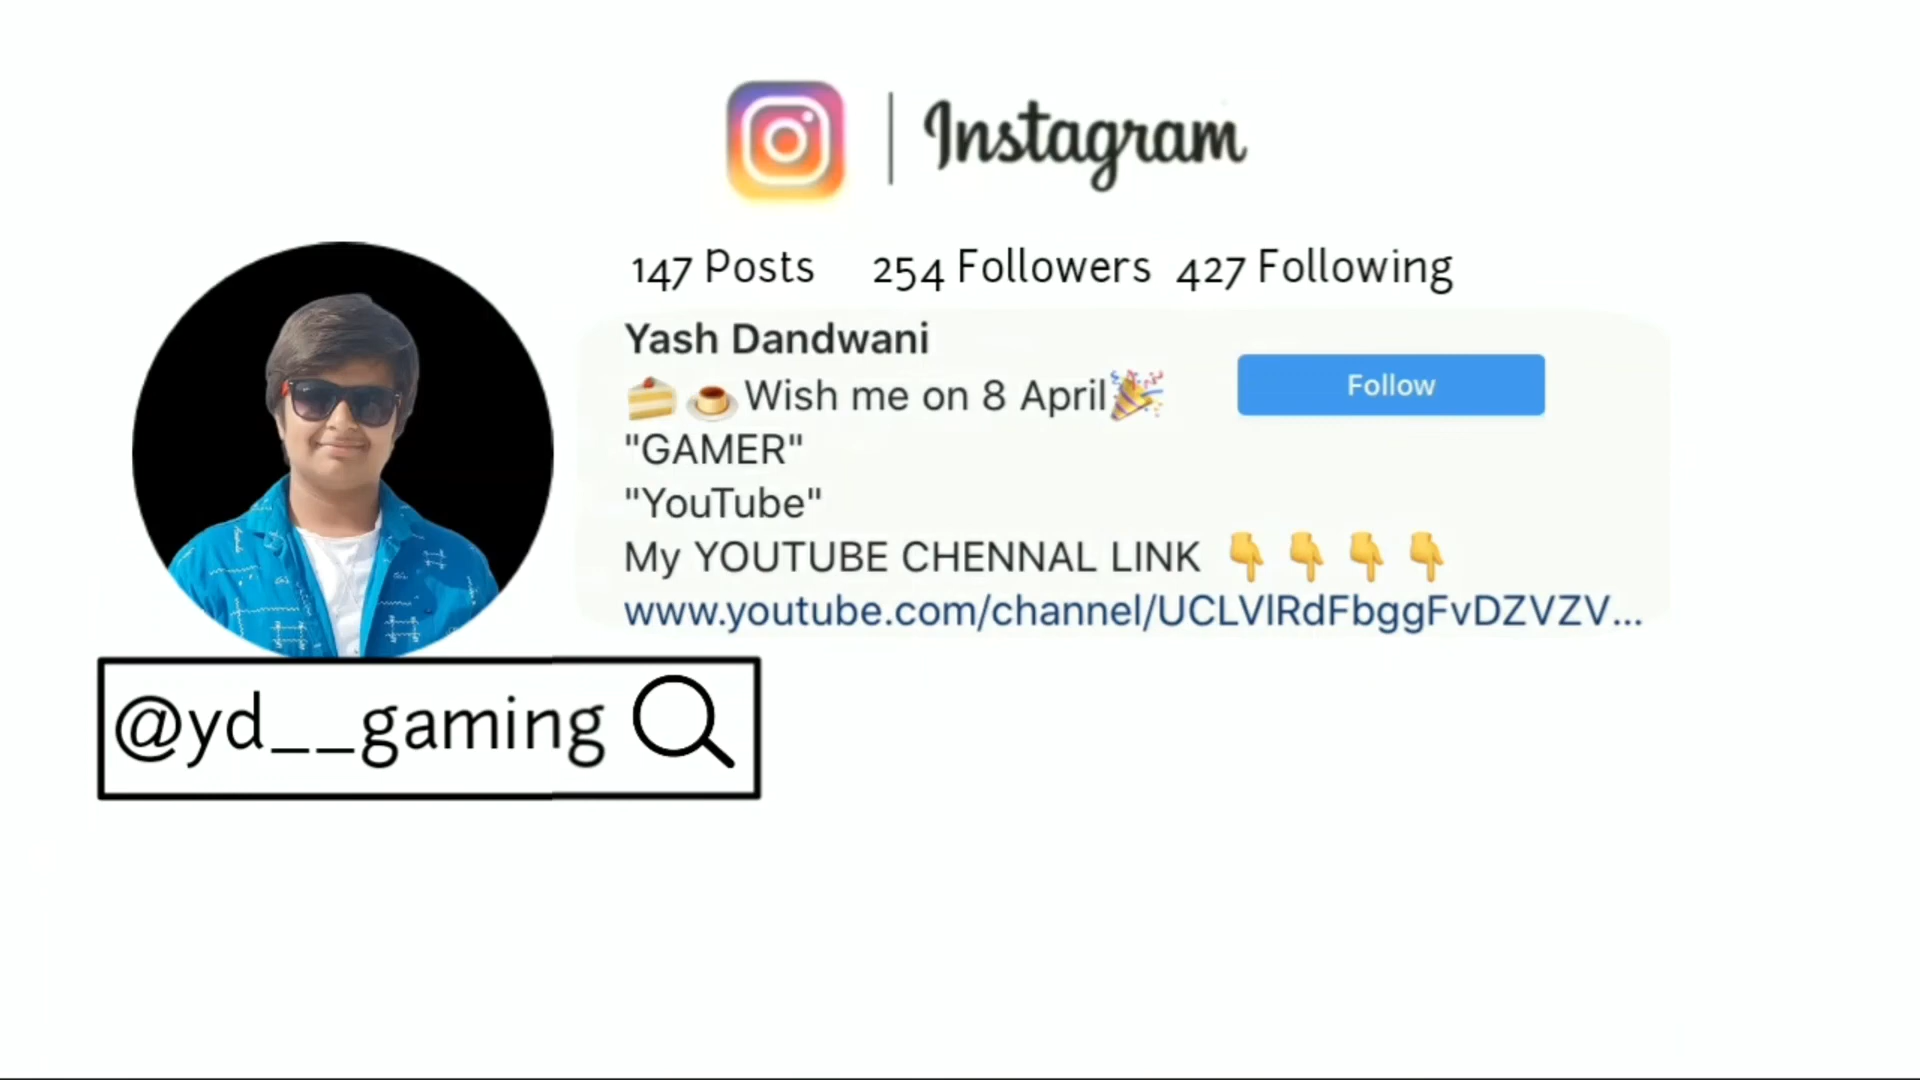 Instagram
147 Posts 254 Followers 427 Following
Yash Dandwani
🍰 🍮 Wish me on 8 April🎉
Follow
"GAMER"
"YouTube"
My YOUTUBE CHENNAL LINK 👇 👇 👇 👇
www.youtube.com/channel/UCLVlRdFbggFvDZVZV...
@yd__gaming